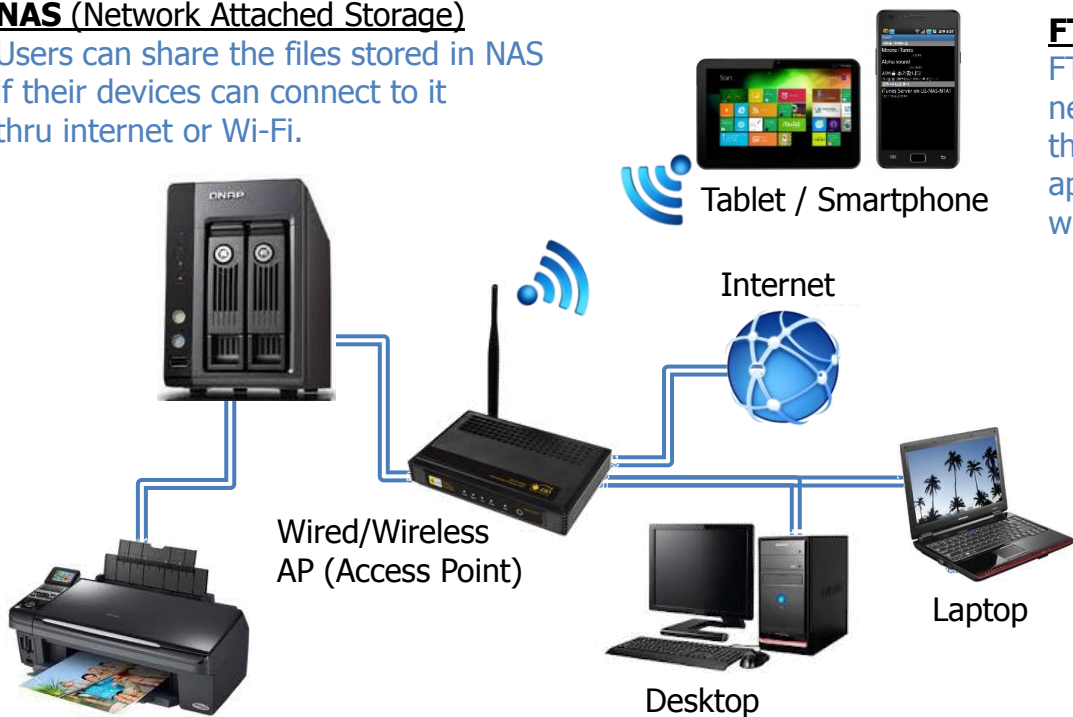 NAS (Network Attached Storage)
Users can share the files stored in NAS
if their devices can connect to it
thru internet or Wi-Fi.
QNAP
Start
Tablet / Smartphone
Internet
Wired/Wireless
AP (Access Point)
Laptop
Desktop